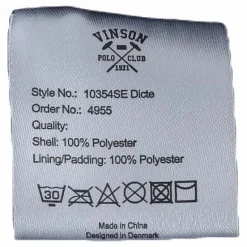 VINSON
POLO CLUB
1921
Style No.: 10354SE Dicte
Order No.: 4955
Quality:
Shell: 100% Polyester
Lining/Padding: 100% Polyester
30
Made in China
Designed in Denmark